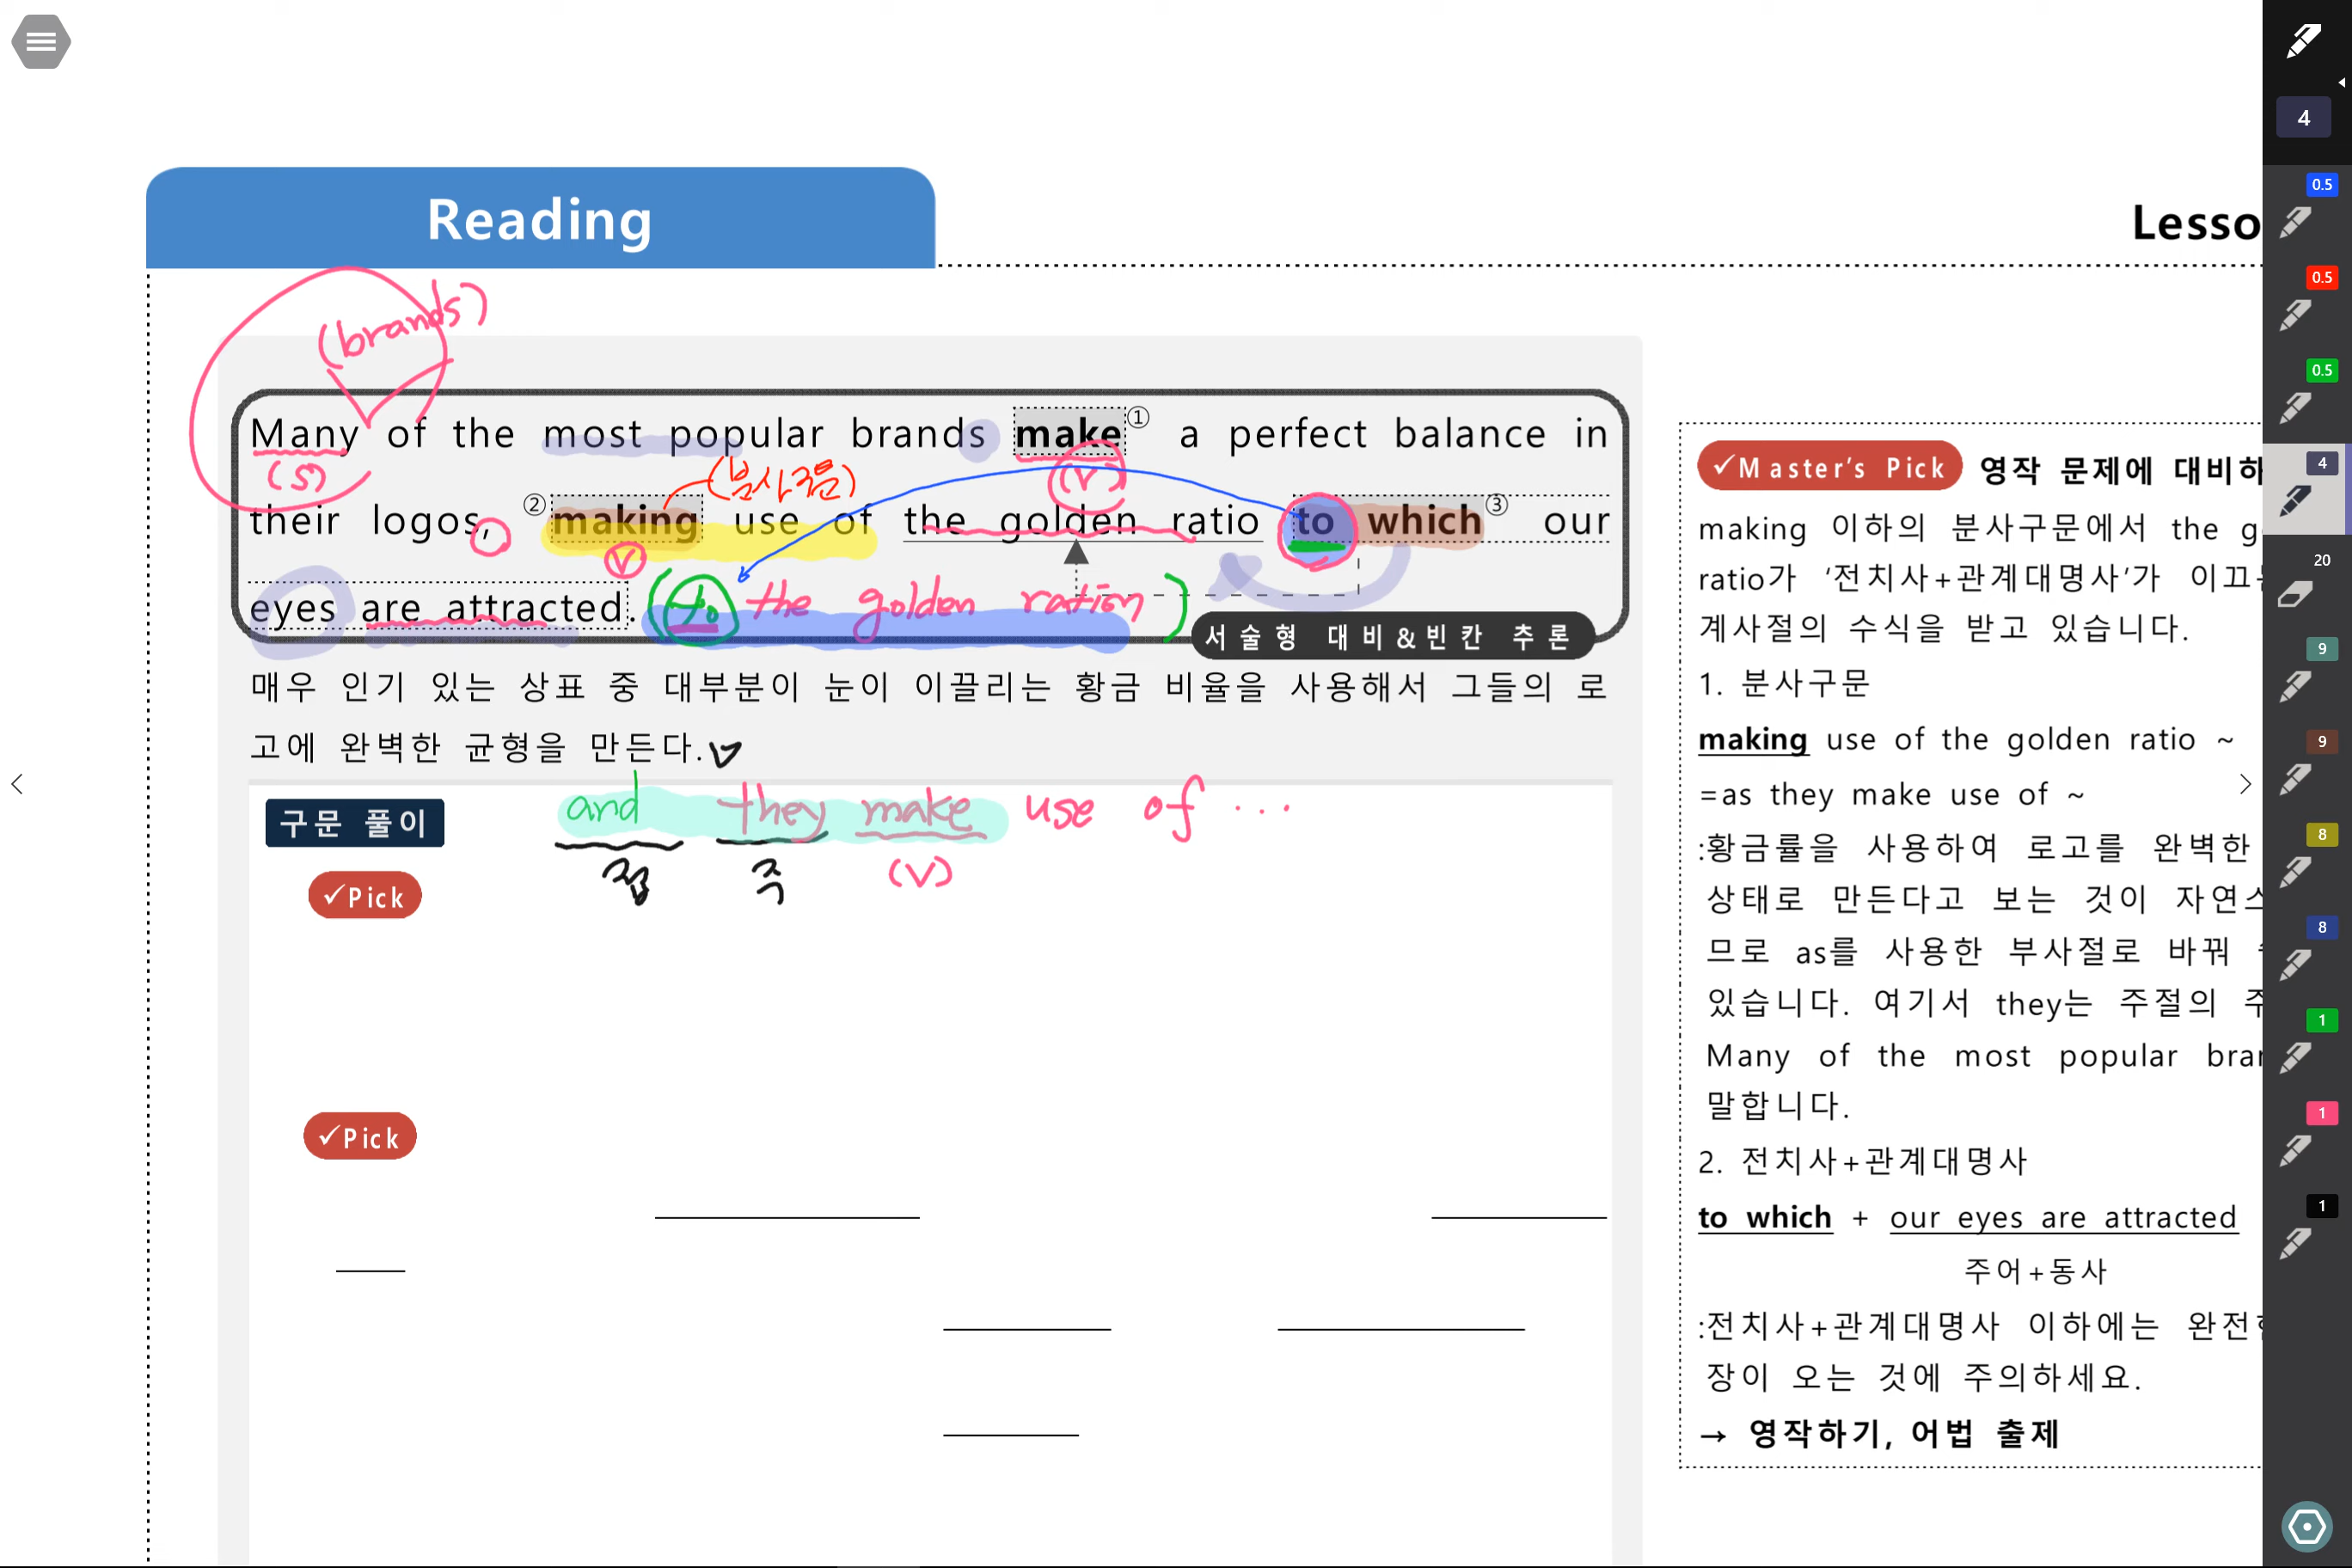 4
Reading
Lesso
0.5
0.5
0.5
4
20
9
9
8
8
1
1
1
(brands)
Many of the most popular brands make① a perfect balance in
(S)
(분사구문)
(V)
their logos, ②making use of the golden ratio to which③ our
V
eyes are attracted. (to the golden ration)
서술형 대비&빈칸 추론
매우 인기 있는 상표 중 대부분이 눈이 이끌리는 황금 비율을 사용해서 그들의 로
고에 완벽한 균형을 만든다.
구문 풀이
and they make use of ...
접 주 (V)
✓Pick
✓Pick
✓Master's Pick 영작 문제에 대비하
making 이하의 분사구문에서 the g
ratio가 '전치사+관계대명사'가 이끄
계사절의 수식을 받고 있습니다.
1. 분사구문
making use of the golden ratio ~
=as they make use of ~
:황금률을 사용하여 로고를 완벽한
상태로 만든다고 보는 것이 자연스
므로 as를 사용한 부사절로 바꿔
있습니다. 여기서 they는 주절의 주
Many of the most popular bran
말합니다.
2. 전치사+관계대명사
to which + our eyes are attracted
주어+동사
:전치사+관계대명사 이하에는 완전한
장이 오는 것에 주의하세요.
→ 영작하기, 어법 출제